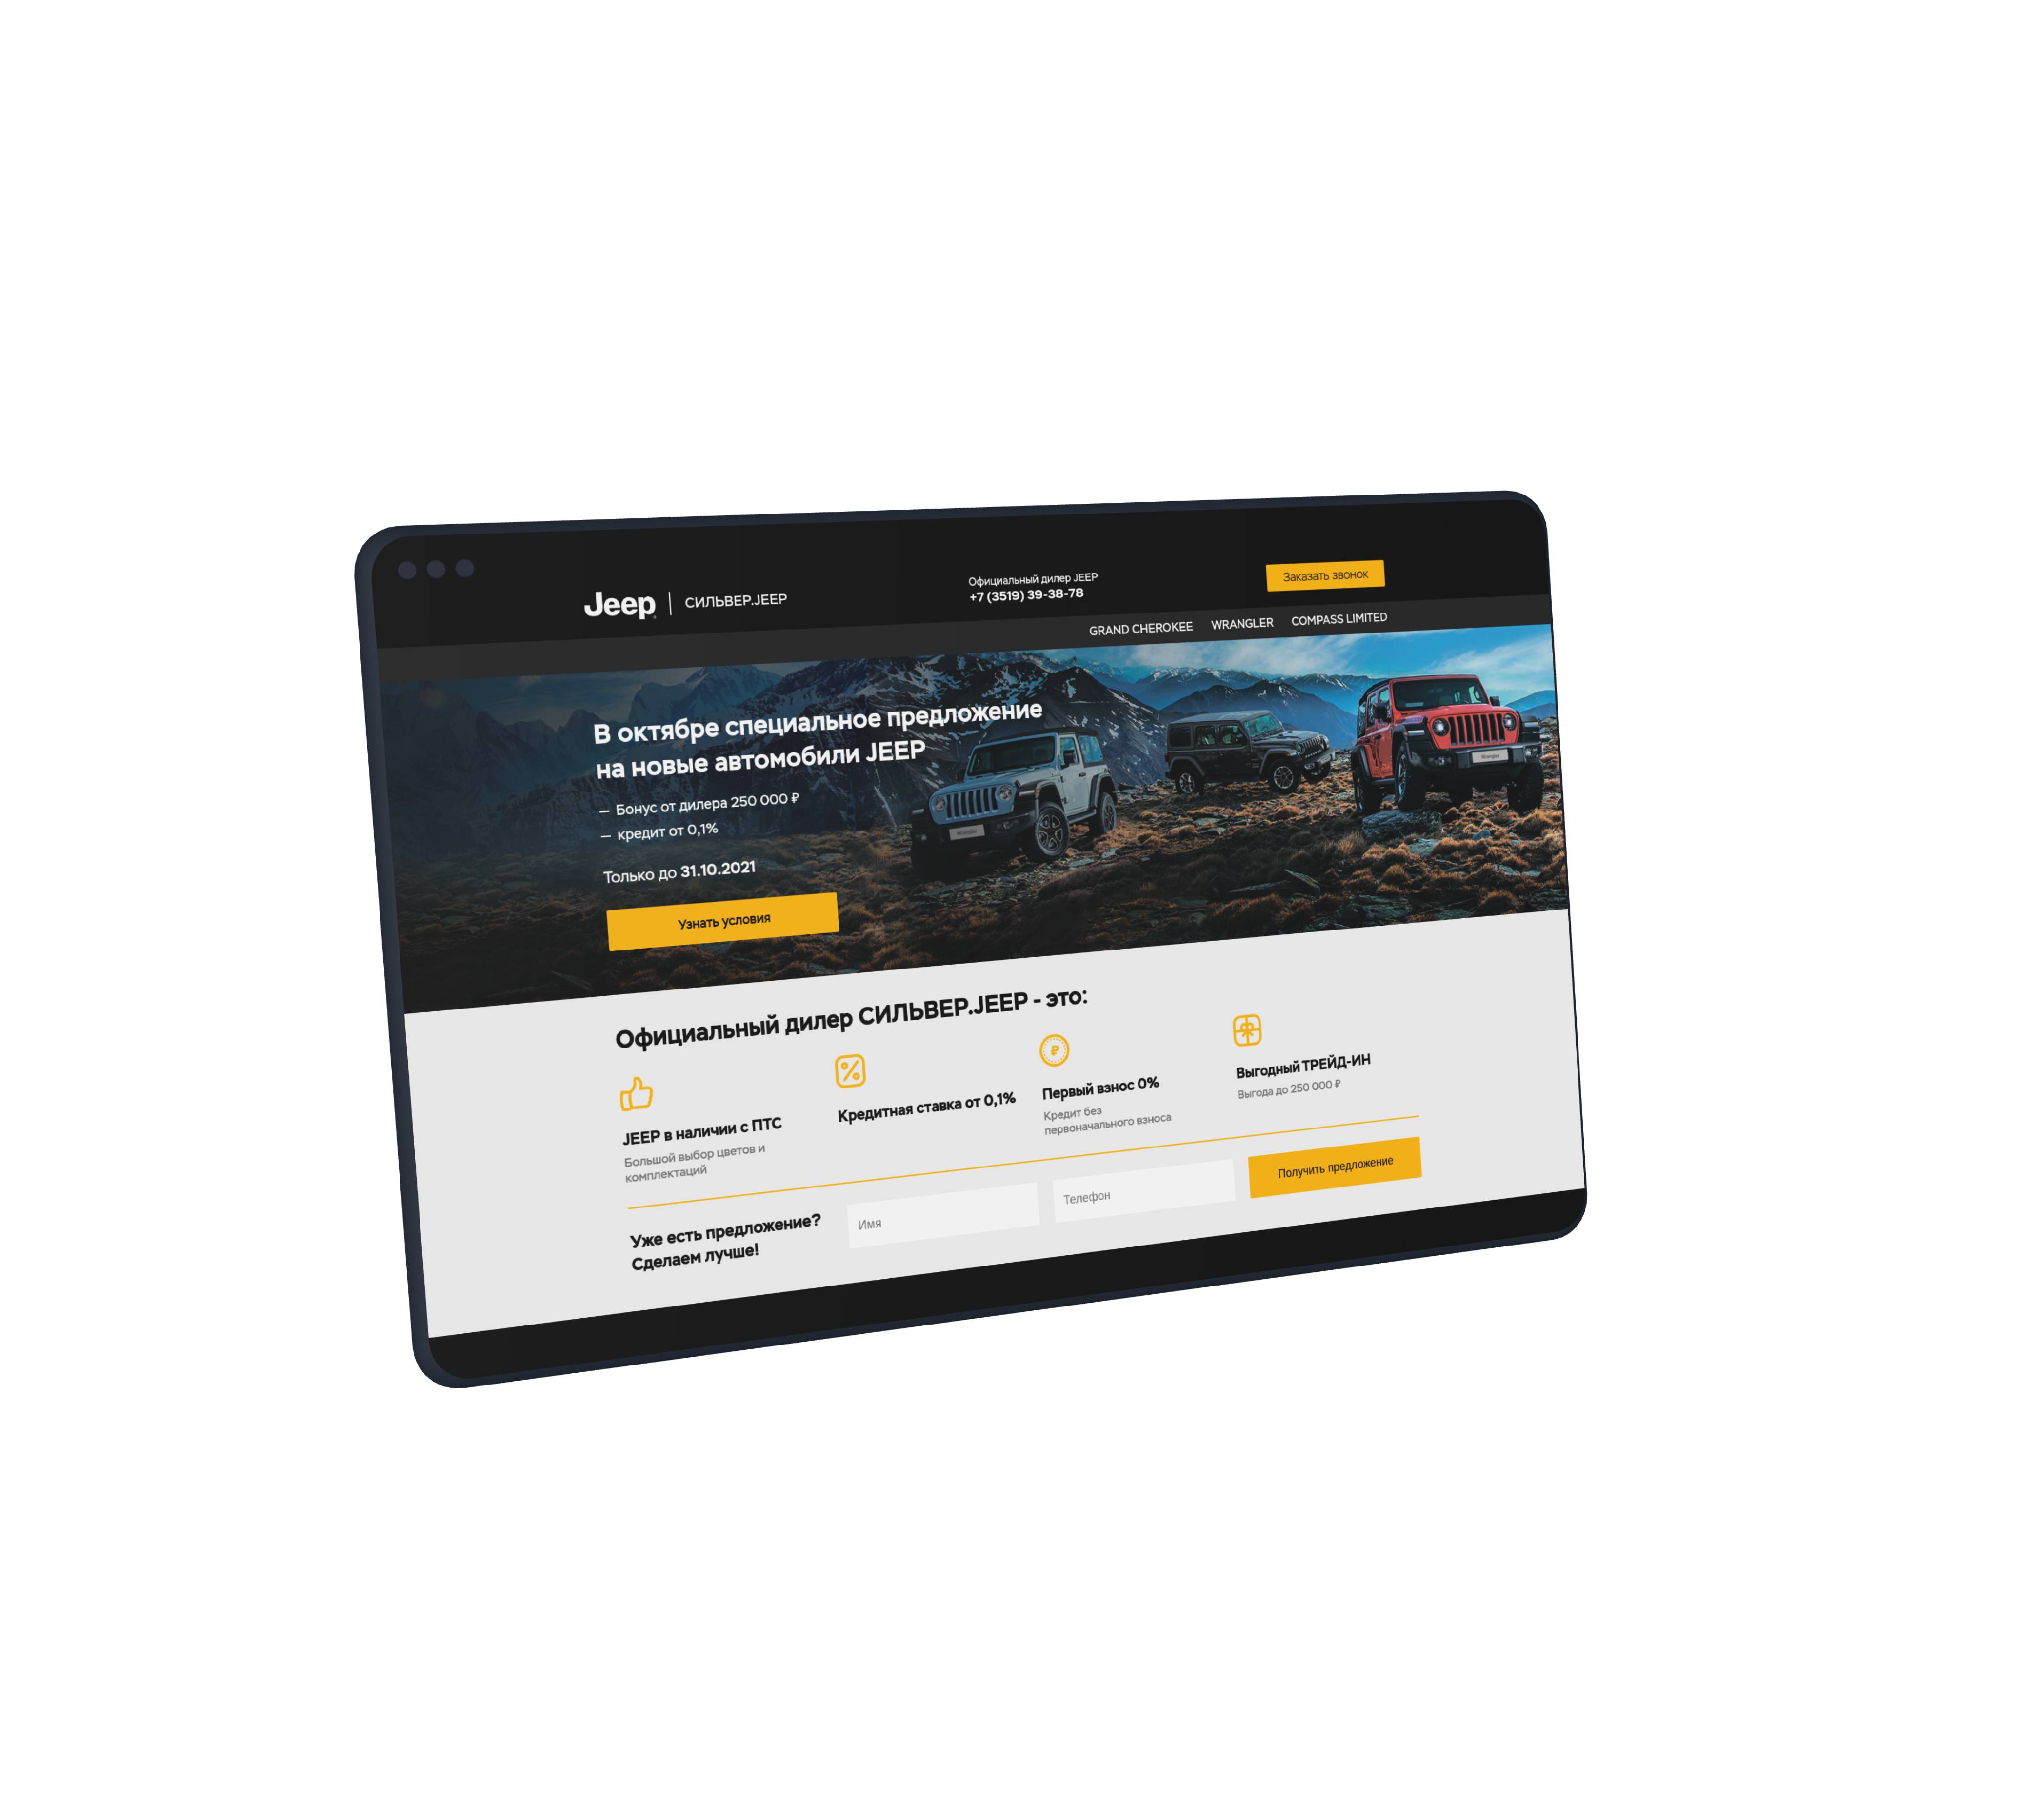 Jeep
СИЛЬВЕР.JEEP
Официальный дилер JEEP
+7 (3519) 39-38-78
Заказать звонок
GRAND CHEROKEE WRANGLER COMPASS LIMITED
В октябре специальное предложение
на новые автомобили JEEP
— Бонус от дилера 250 000 ₽
— кредит от 0,1%
Только до 31.10.2021
Узнать условия
Wrangler
Wrangler
Официальный дилер СИЛЬВЕР.JEEP - это:
JEEP в наличии с ПТС
Большой выбор цветов и
комплектаций
Кредитная ставка от 0,1%
Первый взнос 0%
Кредит без
первоначального взноса
Выгодный ТРЕЙД-ИН
Выгода до 250 000 ₽
Уже есть предложение?
Сделаем лучше!
Имя
Телефон
Получить предложение